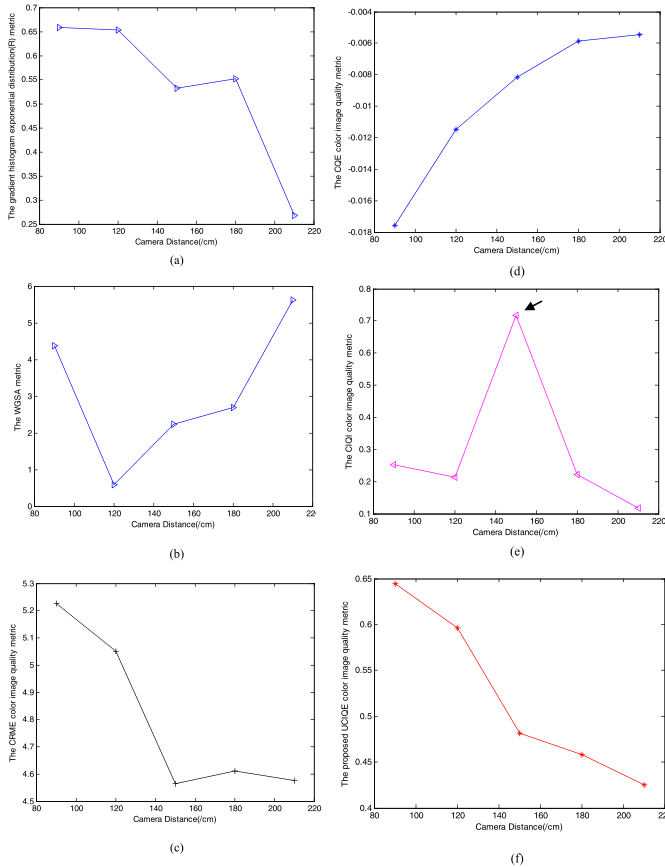 The gradient histogram exponential distribution(R) metric
0.7
0.65
0.6
0.55
0.5
0.45
0.4
0.35
0.3
0.25
80 100 120 140 160 180 200 220
Camera Distance(/cm)
(a)
The CQE color image quality metric
-0.004
-0.006
-0.008
-0.01
-0.012
-0.014
-0.016
-0.018
80 100 120 140 160 180 200 220
Camera Distance(/cm)
(d)
The WGSA metric
6
5
4
3
2
1
0
80 100 120 140 160 180 200 22
Camera Distance(/cm)
(b)
The CIQI color image quality metric
0.8
0.7
0.6
0.5
0.4
0.3
0.2
0.1
80 100 120 140 160 180 200 220
Camera Distance(/cm)
(e)
The CRME color image quality metric
5.3
5.2
5.1
5
4.9
4.8
4.7
4.6
4.5
80 100 120 140 160 180 200 220
Camera Distance(/cm)
(c)
The proposed UCIQE color image quality metric
0.65
0.6
0.55
0.5
0.45
0.4
80 100 120 140 160 180 200 220
Camera Distance(/cm)
(f)